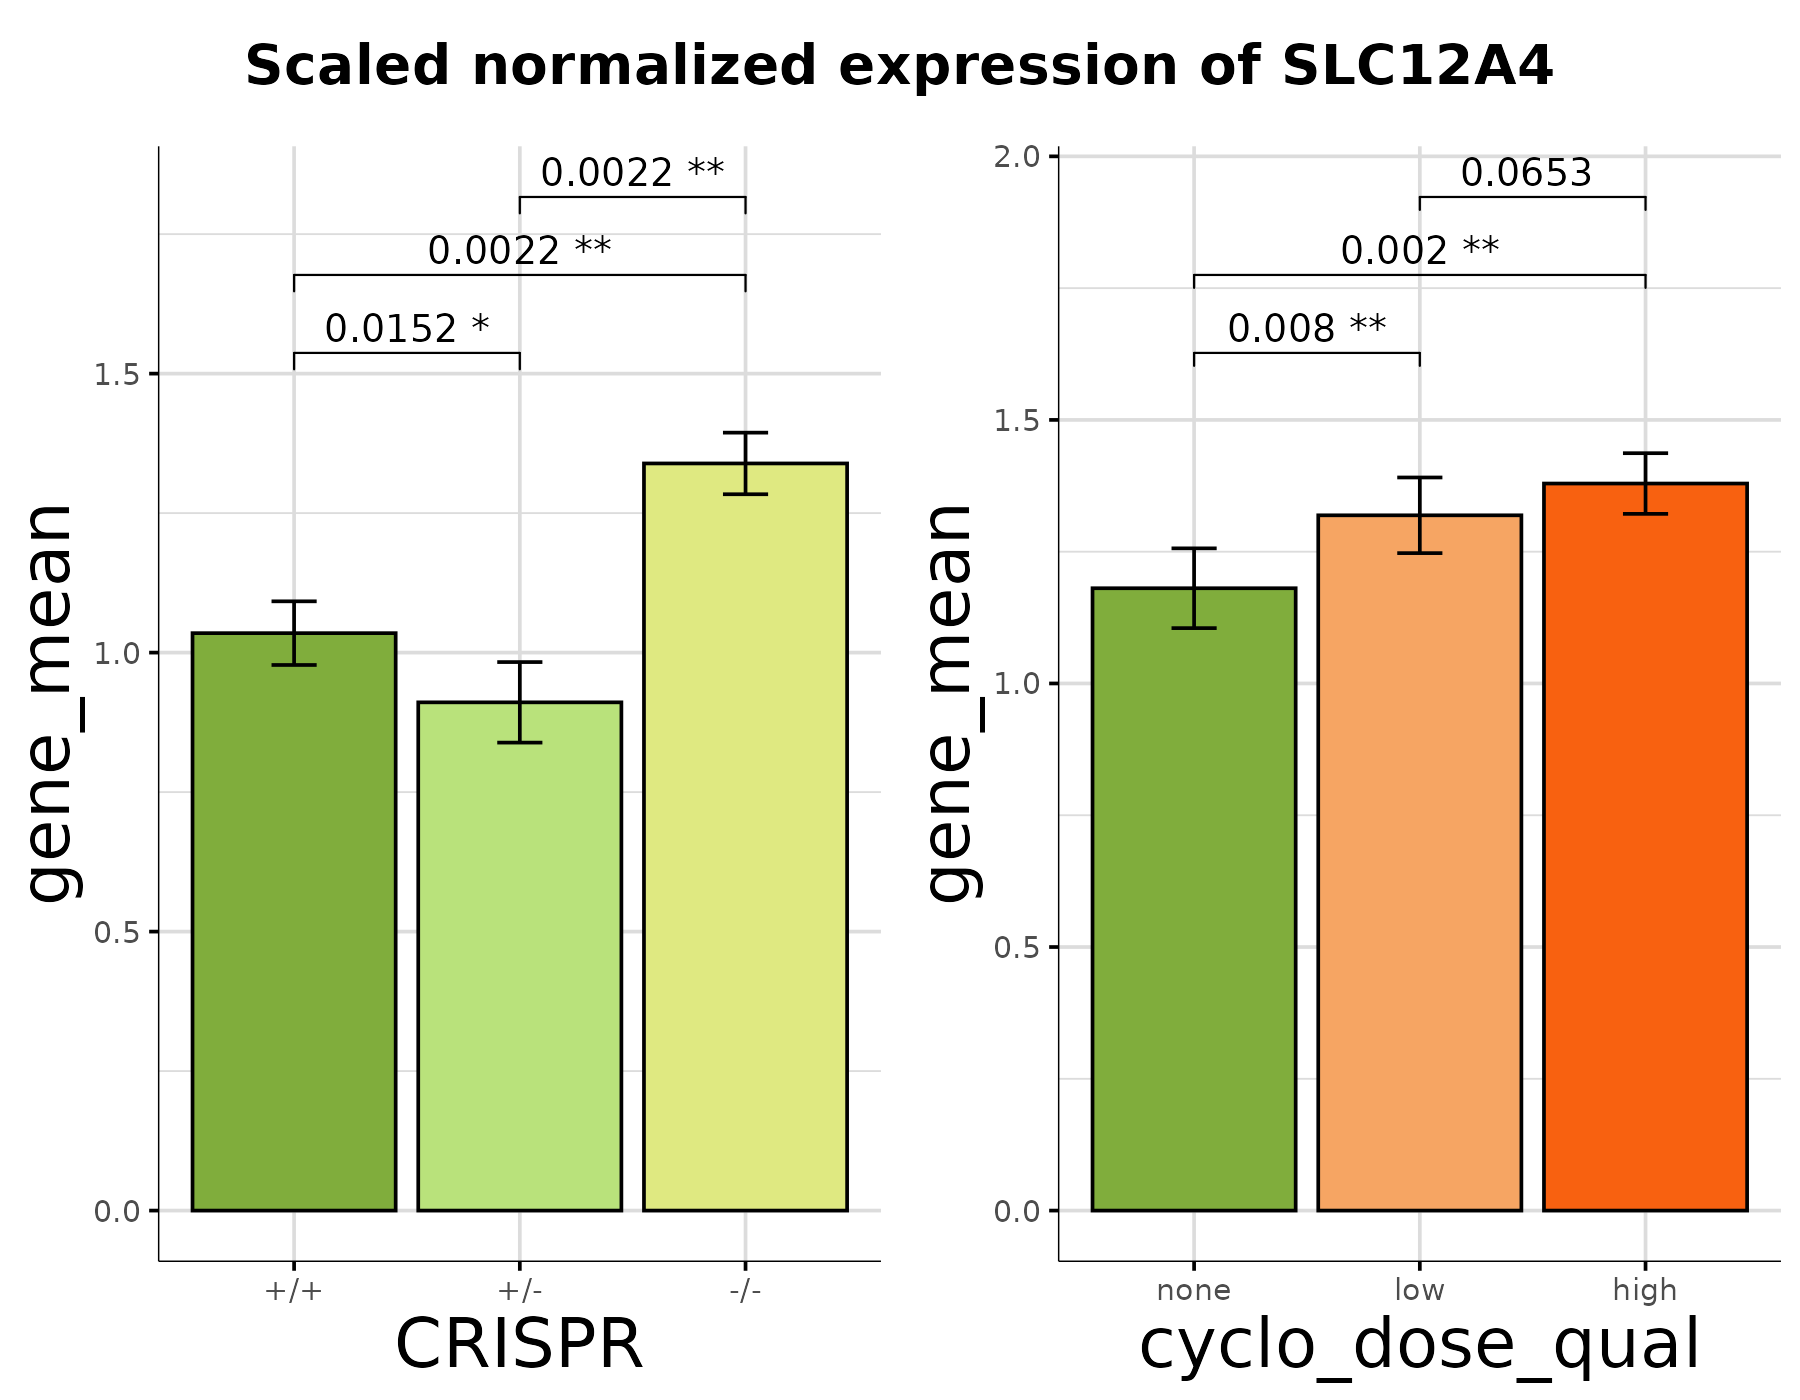 Scaled normalized expression of SLC12A4
gene_mean
1.5
1.0
0.5
0.0
0.0022 **
0.0022 **
0.0152 *
+/+
+/-
-/-
CRISPR
gene_mean
2.0
1.5
1.0
0.5
0.0
0.0653
0.002 **
0.008 **
none
low
high
cyclo_dose_qual